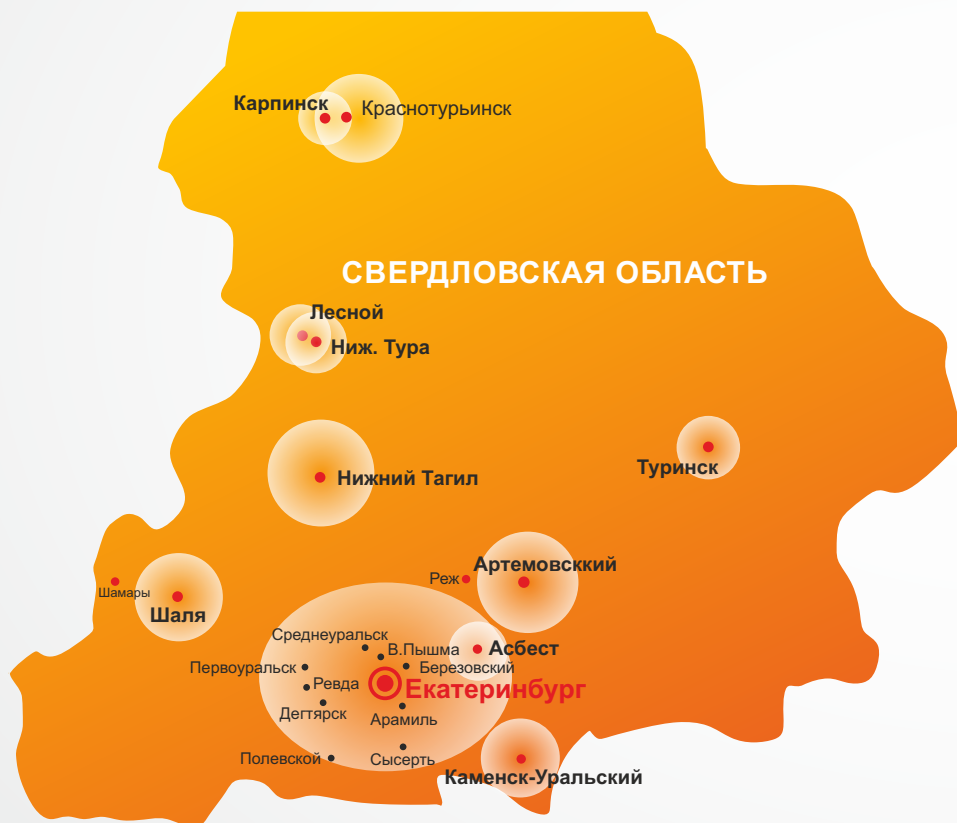 Карпинск
Краснотурьинск
СВЕРДЛОВСКАЯ ОБЛАСТЬ
Лесной
Ниж. Тура
Нижний Тагил
Туринск
Артемовсккий
Реж
Шамары
Шаля
Среднеуральск
В.Пышма
Асбест
Первоуральск
Березовский
Ревда
Екатеринбург
Дегтярск
Арамиль
Полевской
Сысерть
Каменск-Уральский